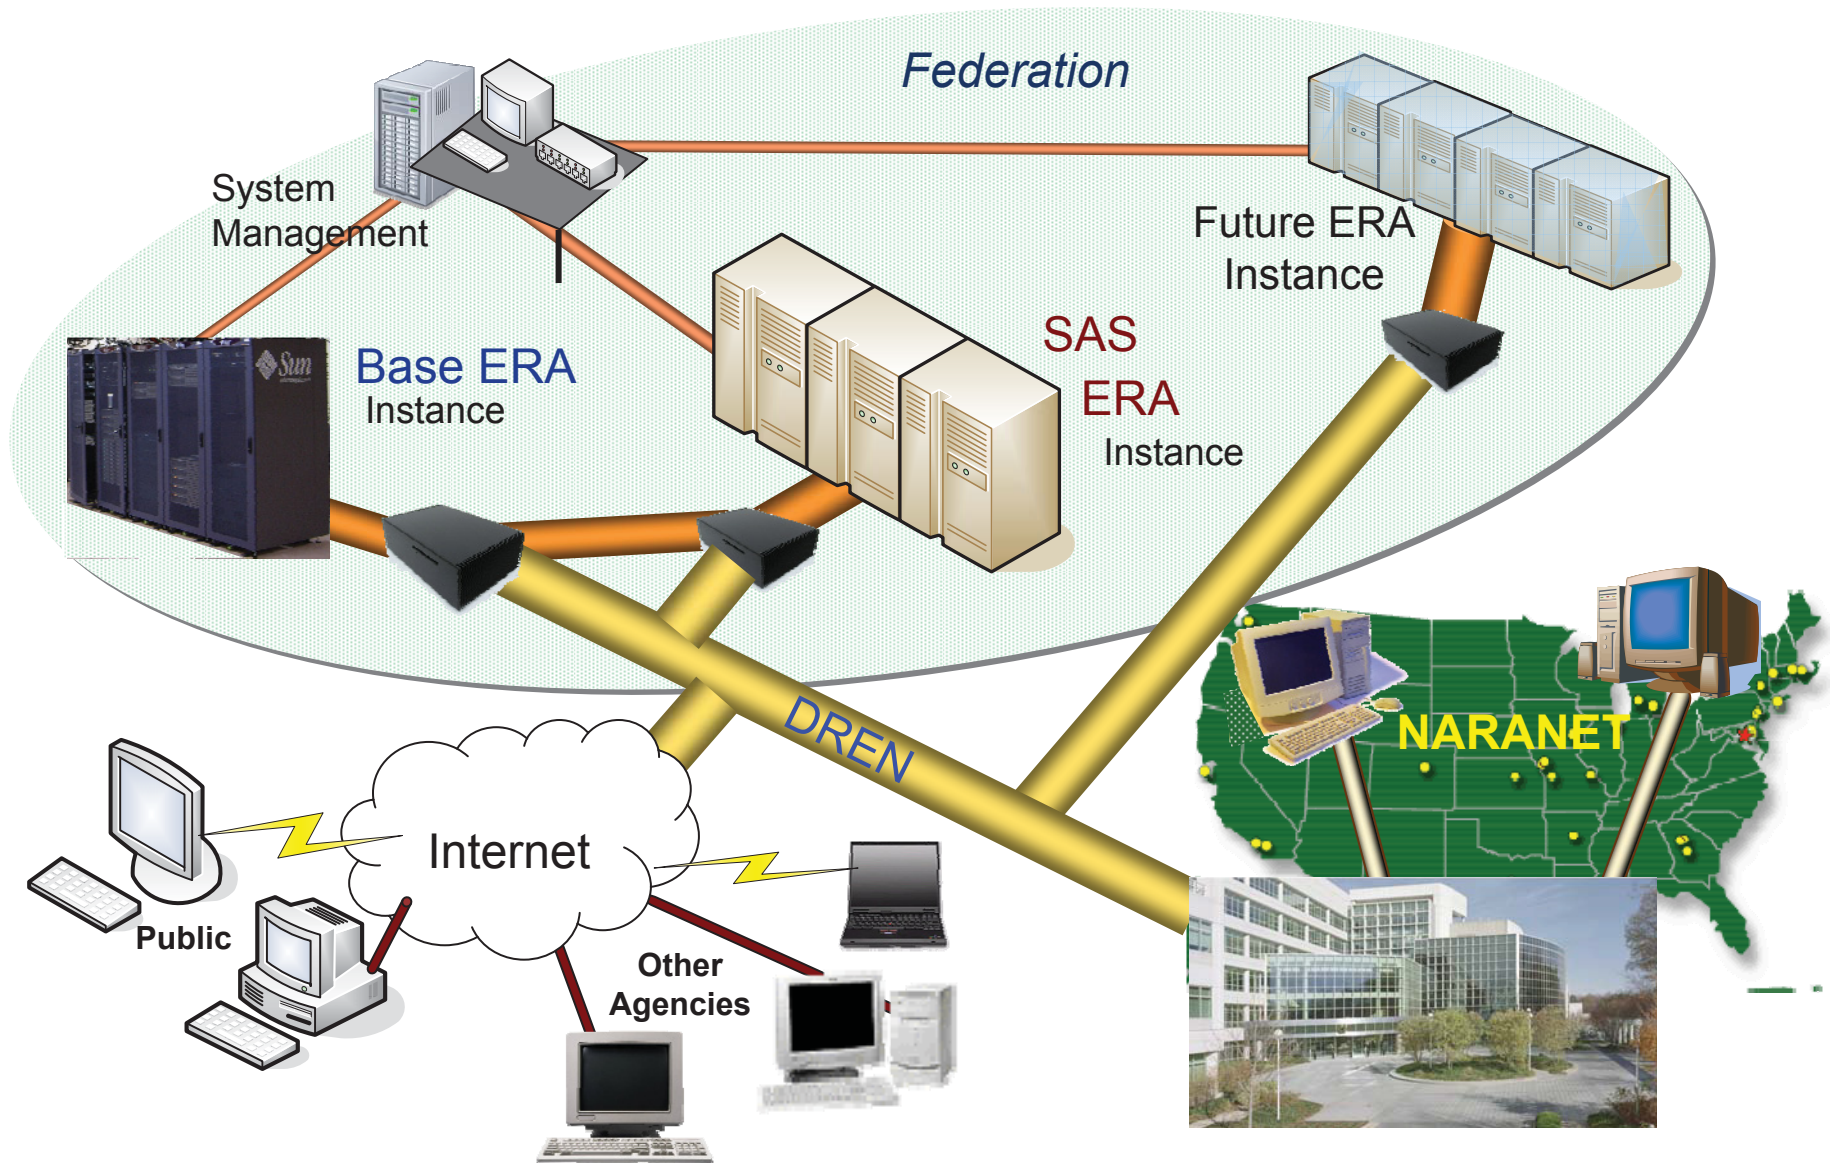 Federation
System
Management
Future ERA
Instance
SAS
ERA
Instance
Sun
Base ERA
Instance
DREN
NARANET
Internet
Public
Other
Agencies